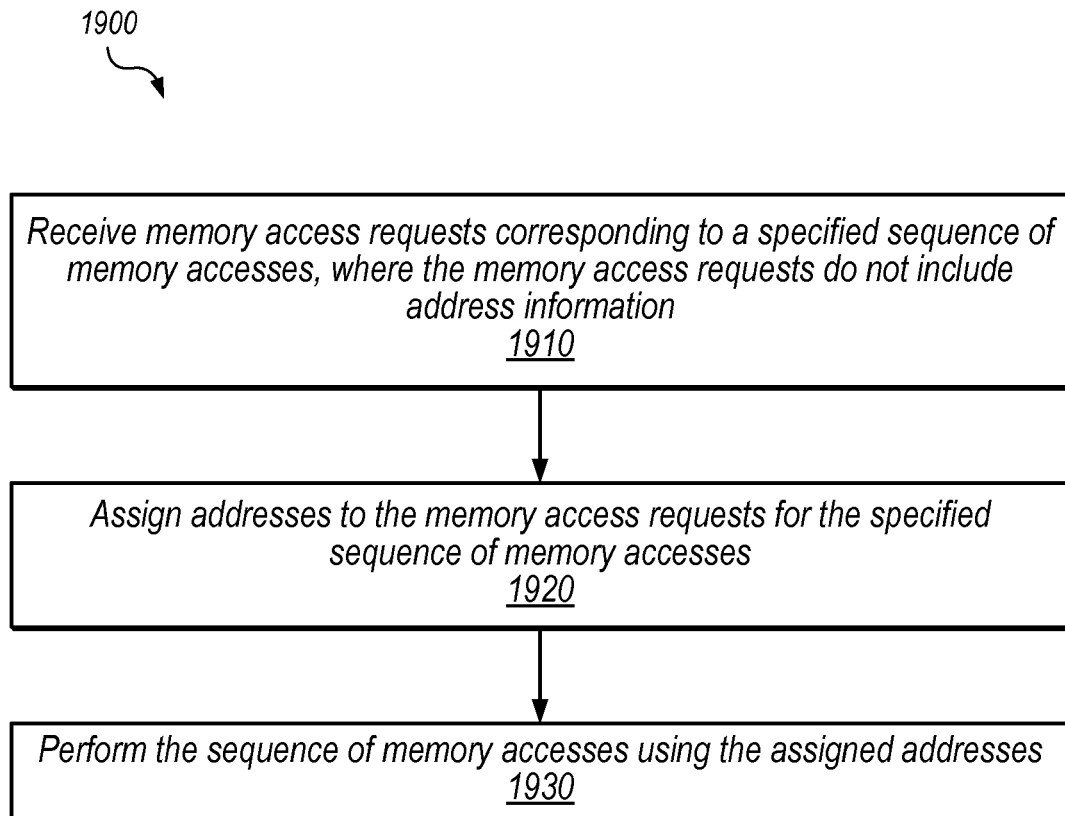 1900
Receive memory access requests corresponding to a specified sequence of
memory accesses, where the memory access requests do not include
address information
1910
Assign addresses to the memory access requests for the specified
sequence of memory accesses
1920
Perform the sequence of memory accesses using the assigned addresses
1930